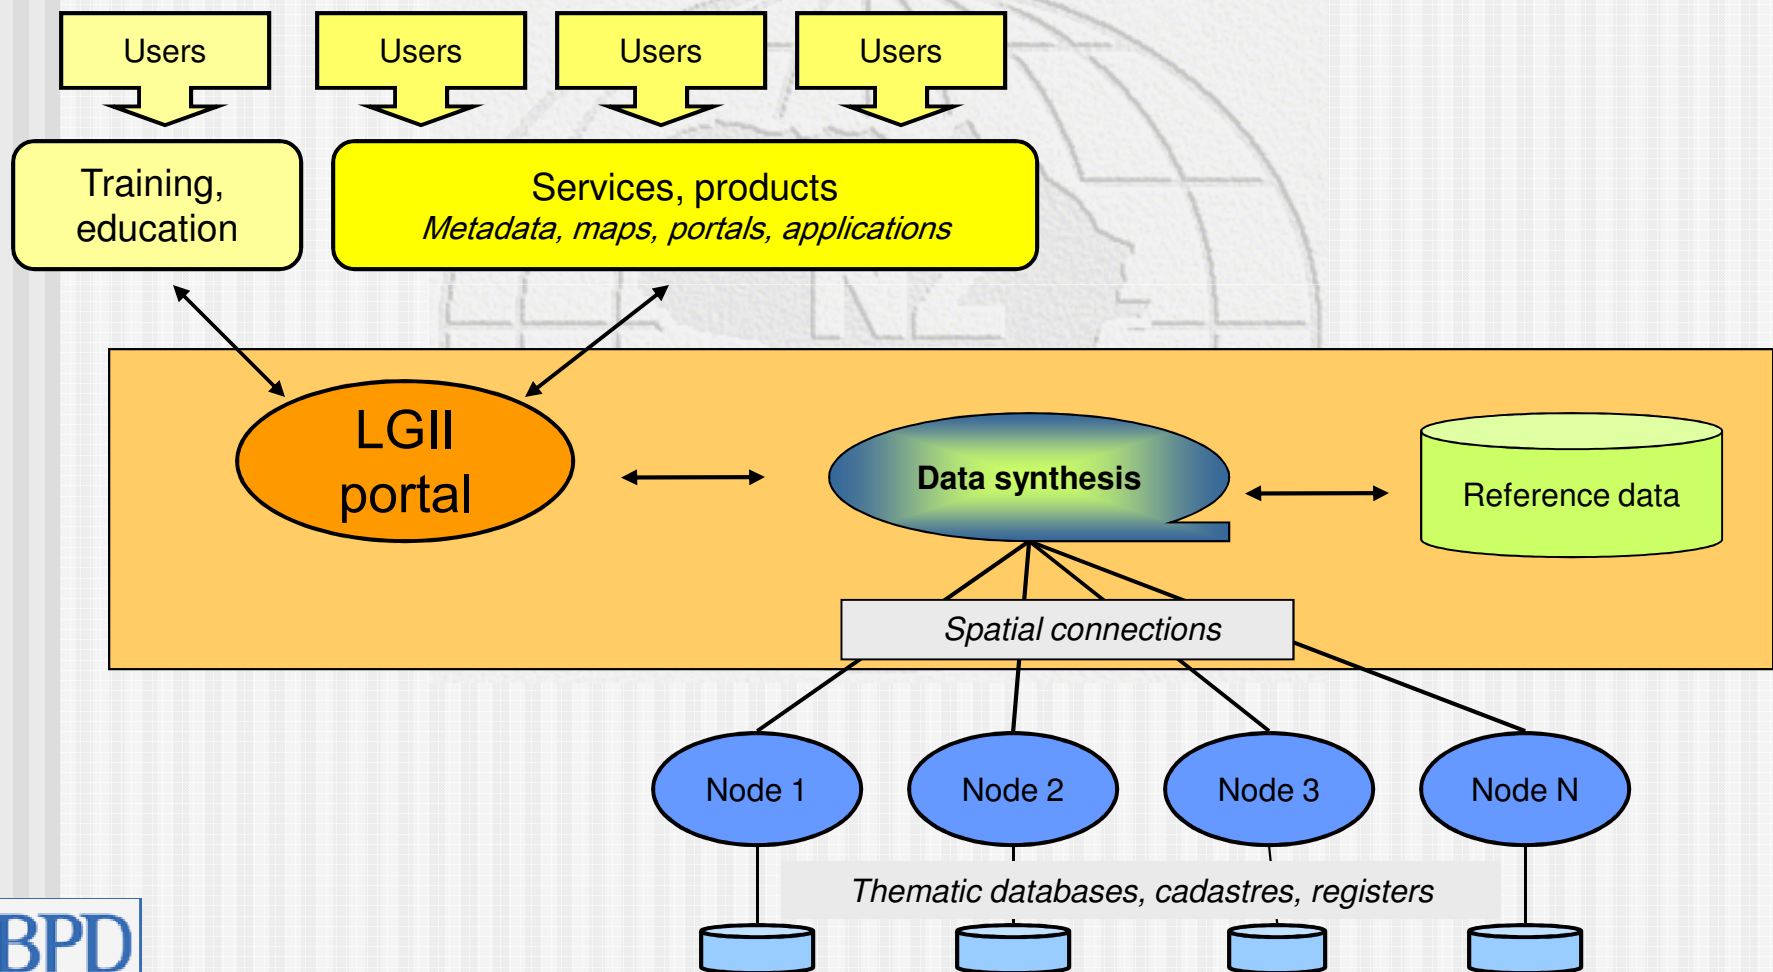 Users
Users
Users
Users
Training,
education
Services, products
Metadada, maps, portals, applications
LGII
portal
Data synthesis
Reference data
Spatial connections
Node 1
Node 2
Node 3
Node N
Thematic databases, cadastres, registers
BPD